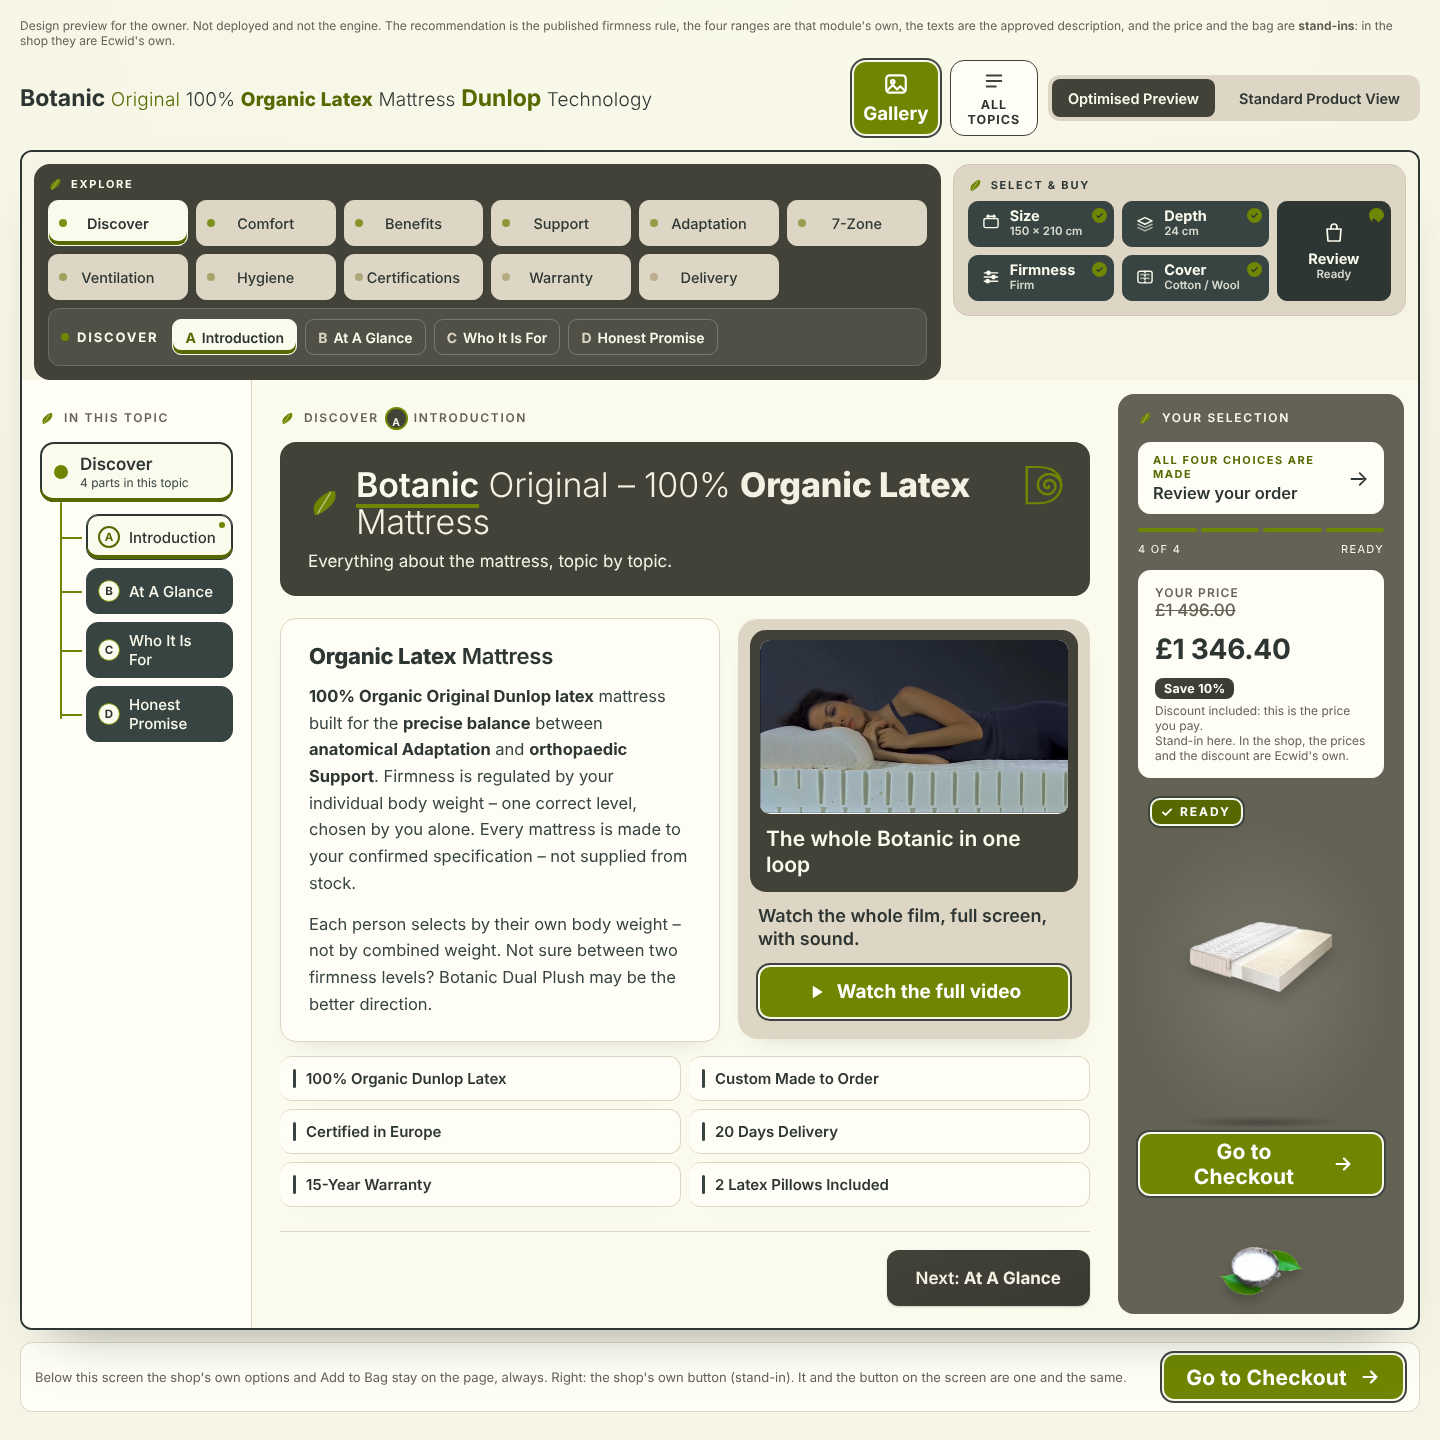 Design preview for the owner. Not deployed and not the engine. The recommendation is the published firmness rule, the four ranges are that module's own, the texts are the approved description, and the price and the bag are stand-ins: in the
shop they are Ecwid's own.
Botanic Original 100% Organic Latex Mattress Dunlop Technology
Gallery
ALL
TOPICS
Optimised Preview
Standard Product View
EXPLORE
Discover
Comfort
Benefits
Support
Adaptation
7-Zone
Ventilation
Hygiene
Certifications
Warranty
Delivery
DISCOVER
A Introduction
B At A Glance
C Who It Is For
D Honest Promise
SELECT & BUY
Size
150 × 210 cm
Depth
24 cm
Firmness
Firm
Cover
Cotton / Wool
Review
Ready
IN THIS TOPIC
Discover
4 parts in this topic
A Introduction
B At A Glance
C Who It Is
For
D Honest
Promise
DISCOVER A INTRODUCTION
Botanic Original – 100% Organic Latex
Mattress
Everything about the mattress, topic by topic.
Organic Latex Mattress
100% Organic Original Dunlop latex mattress
built for the precise balance between
anatomical Adaptation and orthopaedic
Support. Firmness is regulated by your
individual body weight – one correct level,
chosen by you alone. Every mattress is made to
your confirmed specification – not supplied from
stock.
Each person selects by their own body weight –
not by combined weight. Not sure between two
firmness levels? Botanic Dual Plush may be the
better direction.
The whole Botanic in one
loop
Watch the whole film, full screen,
with sound.
Watch the full video
100% Organic Dunlop Latex
Custom Made to Order
Certified in Europe
20 Days Delivery
15-Year Warranty
2 Latex Pillows Included
Next: At A Glance
YOUR SELECTION
ALL FOUR CHOICES ARE
MADE
Review your order
4 OF 4
READY
YOUR PRICE
£1 496.00
£1 346.40
Save 10%
Discount included: this is the price
you pay.
Stand-in here. In the shop, the prices
and the discount are Ecwid's own.
READY
Go to
Checkout
Below this screen the shop's own options and Add to Bag stay on the page, always. Right: the shop's own button (stand-in). It and the button on the screen are one and the same.
Go to Checkout